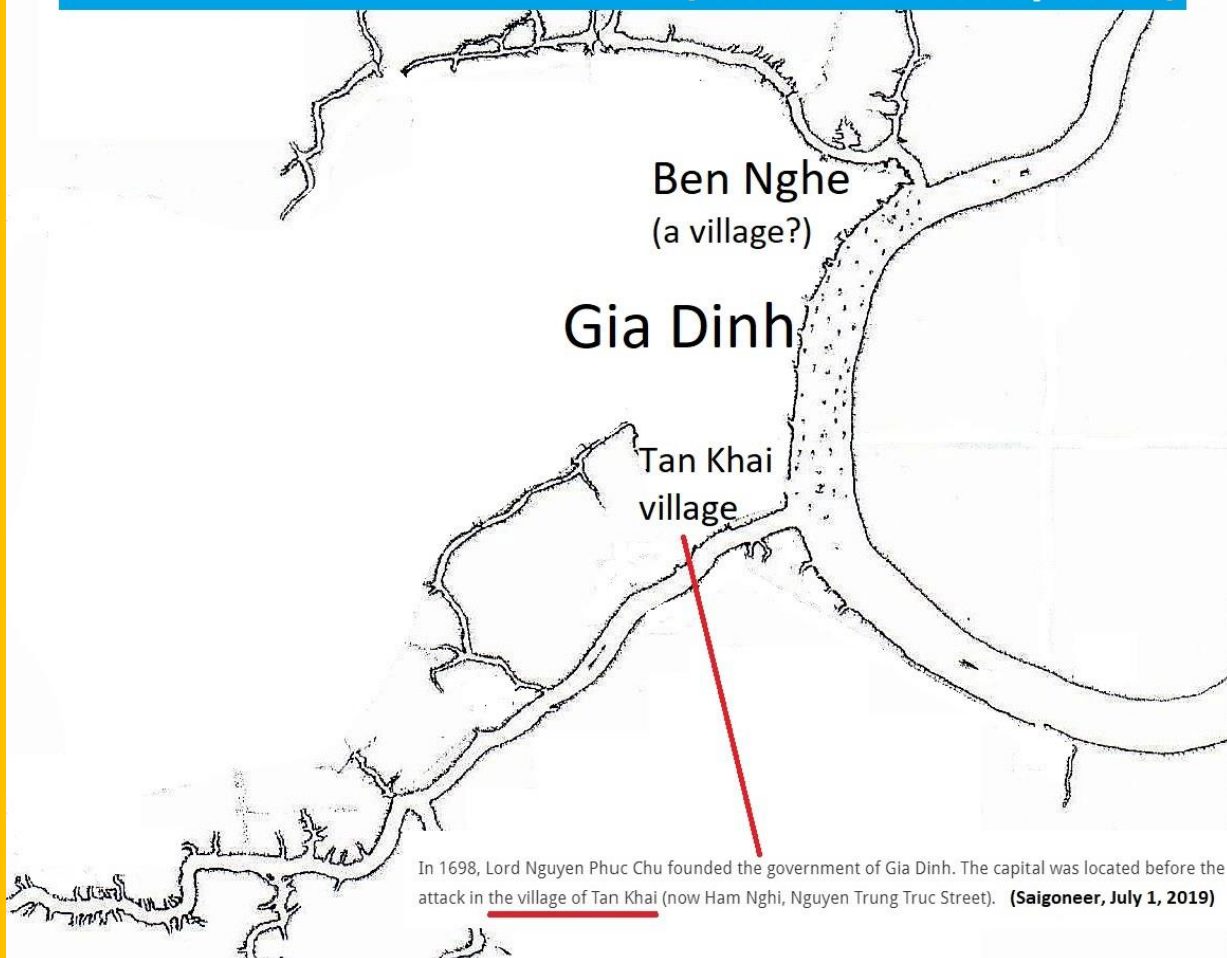 Ben Nghe
(a village?)
Gia Dinh
Tan Khai
village
In 1698, Lord Nguyen Phuc Chu founded the government of Gia Dinh. The capital was located before the
attack in the village of Tan Khai (now Ham Nghi, Nguyen Trung Truc Street). (Saigoneer, July 1, 2019)